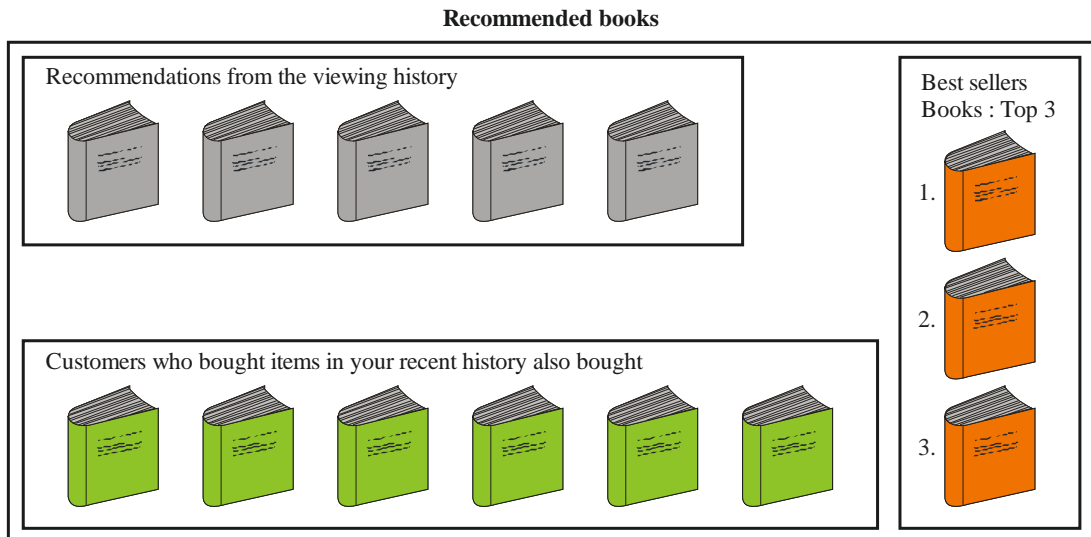 Recommended books
Recommendations from the viewing history
Best sellers
Books : Top 3
1.
2.
3.
Customers who bought items in your recent history also bought